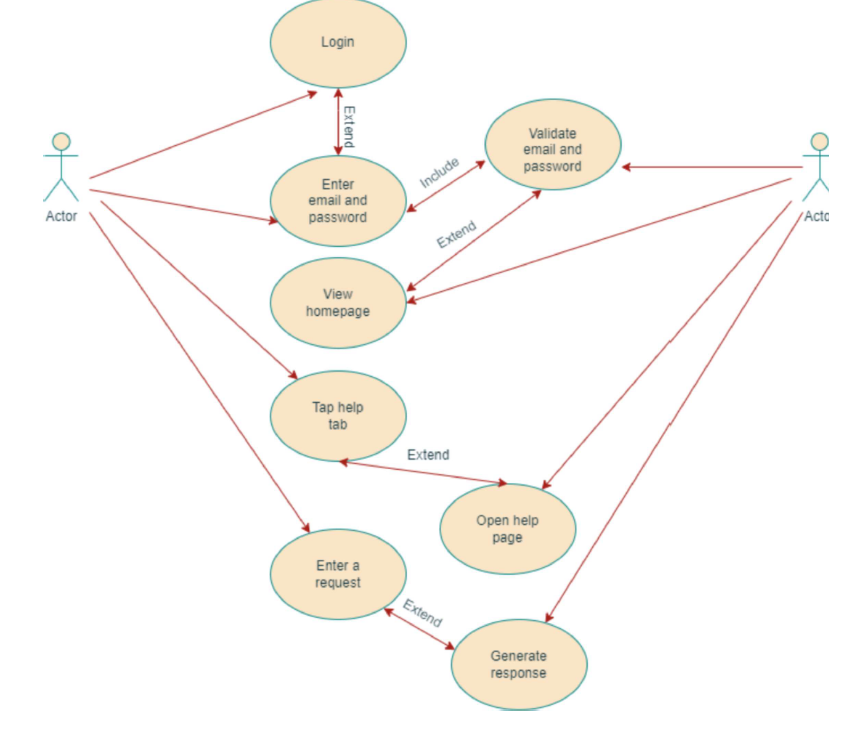 Login
Extend
Validate
email and
password
Include
Enter
email and
password
Actor
Acto
Extend
View
homepage
Tap help
tab
Extend
Open help
page
Enter a
request
Extend
Generate
response